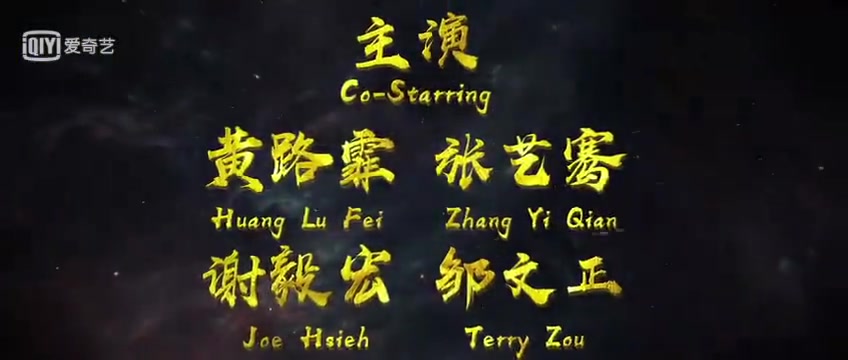 iQIYI 爱奇艺
主演
Co-Starring
黄路霏 张艺骞
Huang Lu Fei Zhang Yi Qian
谢毅宏 邹文正
Joe Hsieh Terry Zou